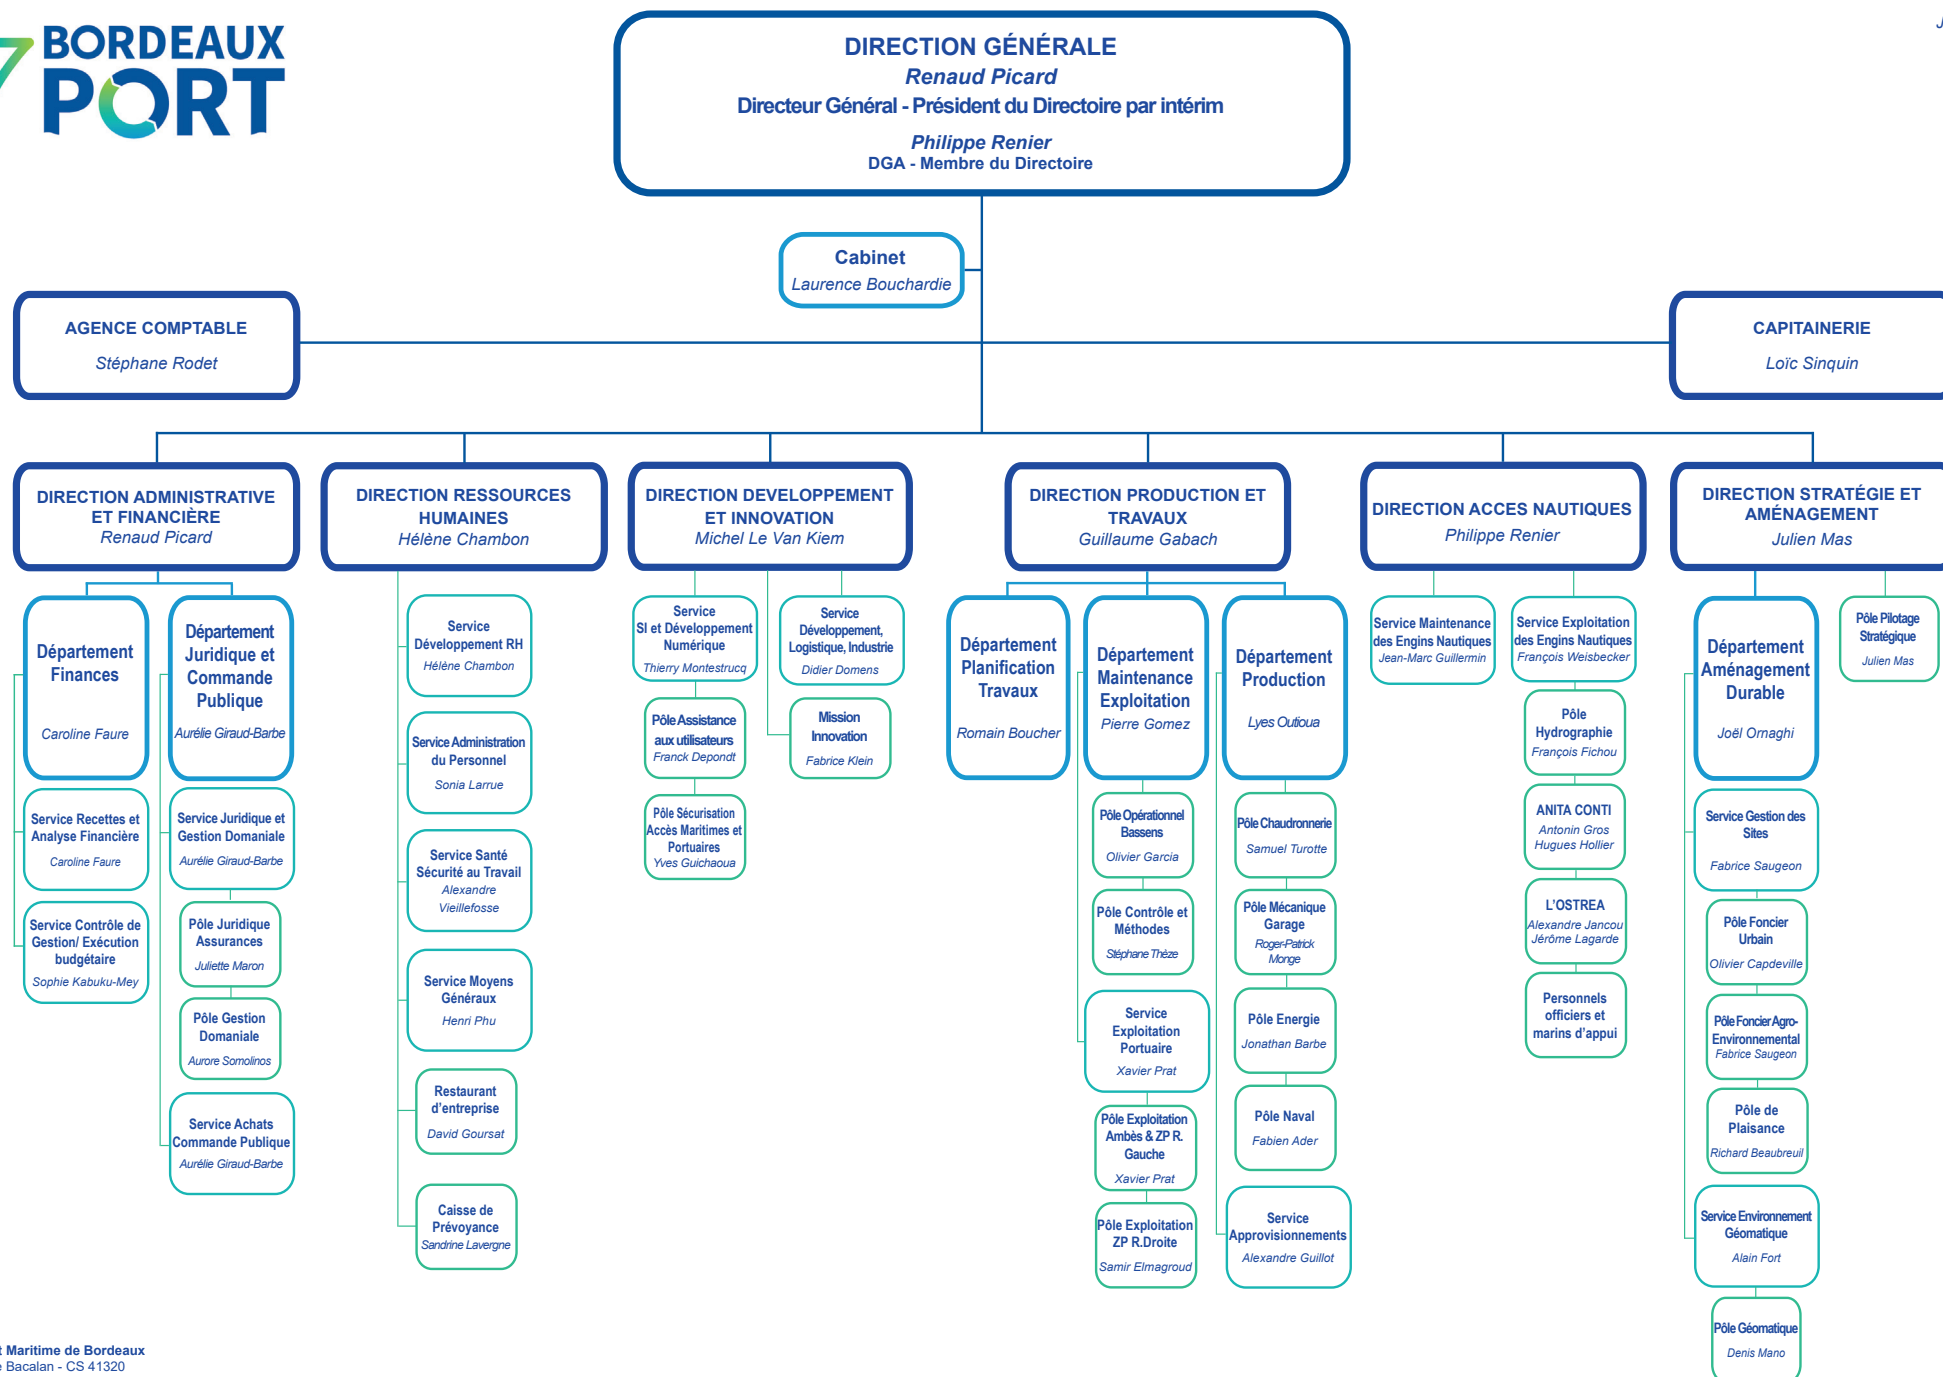 BORDEAUX
PORT
DIRECTION GÉNÉRALE
Renaud Picard
Directeur Général - Président du Directoire par intérim
Philippe Renier
DGA - Membre du Directoire
Cabinet
Laurence Bouchardie
AGENCE COMPTABLE
Stéphane Rodet
CAPITAINERIE
Loïc Sinquin
DIRECTION ADMINISTRATIVE
ET FINANCIÈRE
Renaud Picard
Département
Finances
Caroline Faure
Service Recettes et
Analyse Financière
Caroline Faure
Service Contrôle de
Gestion/ Exécution
budgétaire
Sophie Kabuku-Mey
Département
Juridique et
Commande
Publique
Aurélie Giraud-Barbe
Service Juridique et
Gestion Domaniale
Aurélie Giraud-Barbe
Pôle Juridique
Assurances
Juliette Maron
Pôle Gestion
Domaniale
Aurore Somolinos
Service Achats
Commande Publique
Aurélie Giraud-Barbe
DIRECTION RESSOURCES
HUMAINES
Hélène Chambon
Service
Développement RH
Hélène Chambon
Service Administration
du Personnel
Sonia Larrue
Service Santé
Sécurité au Travail
Alexandre
Vieillefosse
Service Moyens
Généraux
Henri Phu
Restaurant
d'entreprise
David Goursat
Caisse de
Prévoyance
Sandrine Lavergne
DIRECTION DEVELOPPEMENT
ET INNOVATION
Michel Le Van Kiem
Service
SI et Développement
Numérique
Thierry Montestrucq
Pôle Assistance
aux utilisateurs
Franck Depondt
Pôle Sécurisation
Accès Maritimes et
Portuaires
Yves Guichaoua
Service
Développement,
Logistique, Industrie
Didier Domens
Mission
Innovation
Fabrice Klein
DIRECTION PRODUCTION ET
TRAVAUX
Guillaume Gabach
Département
Planification
Travaux
Romain Boucher
Département
Maintenance
Exploitation
Pierre Gomez
Pôle Opérationnel
Bassens
Olivier Garcia
Pôle Contrôle et
Méthodes
Stéphane Thèze
Service
Exploitation
Portuaire
Xavier Prat
Pôle Exploitation
Ambès & ZP R.
Gauche
Xavier Prat
Pôle Exploitation
ZP R.Droite
Samir Elmagroud
Département
Production
Lyes Outioua
Pôle Chaudronnerie
Samuel Turotte
Pôle Mécanique
Garage
Roger-Patrick
Monge
Pôle Energie
Jonathan Barbe
Pôle Naval
Fabien Ader
Service
Approvisionnements
Alexandre Guillot
DIRECTION ACCES NAUTIQUES
Philippe Renier
Service Maintenance
des Engins Nautiques
Jean-Marc Guillermin
Service Exploitation
des Engins Nautiques
François Weisbecker
Pôle
Hydrographie
François Fichou
ANITA CONTI
Antonin Gros
Hugues Hollier
L'OSTREA
Alexandre Jancou
Jérôme Lagarde
Personnels
officiers et
marins d'appui
DIRECTION STRATÉGIE ET
AMÉNAGEMENT
Julien Mas
Département
Aménagement
Durable
Joël Ornaghi
Service Gestion des
Sites
Fabrice Saugeon
Pôle Foncier
Urbain
Olivier Capdeville
Pôle Foncier Agro-
Environnemental
Fabrice Saugeon
Pôle de
Plaisance
Richard Beaubreuil
Service Environnement
Géomatique
Alain Fort
Pôle Géomatique
Denis Mano
Pôle Pilotage
Stratégique
Julien Mas
Maritime de Bordeaux
Bacalan - CS 41320